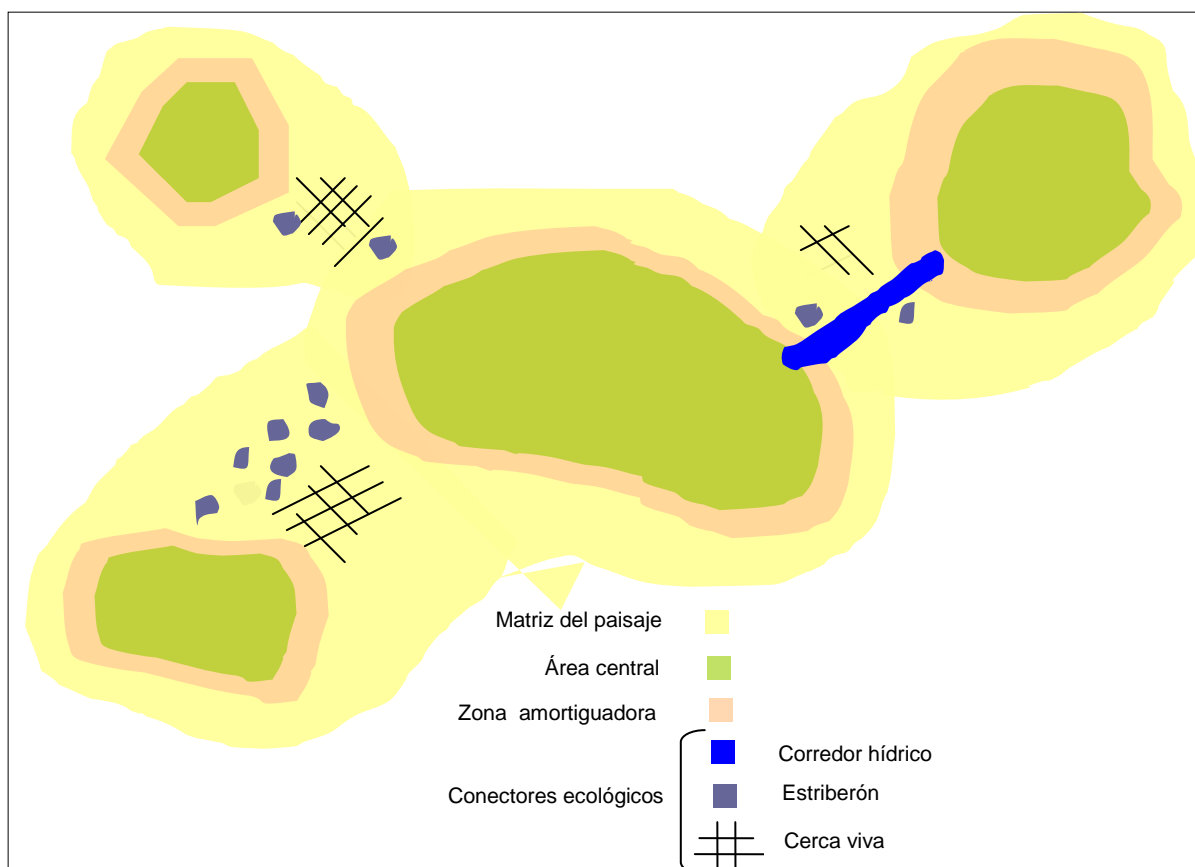 Matriz del paisaje
Área central
Zona amortiguadora
Corredor hídrico
Conectores ecológicos
Estriberón
Cerca viva